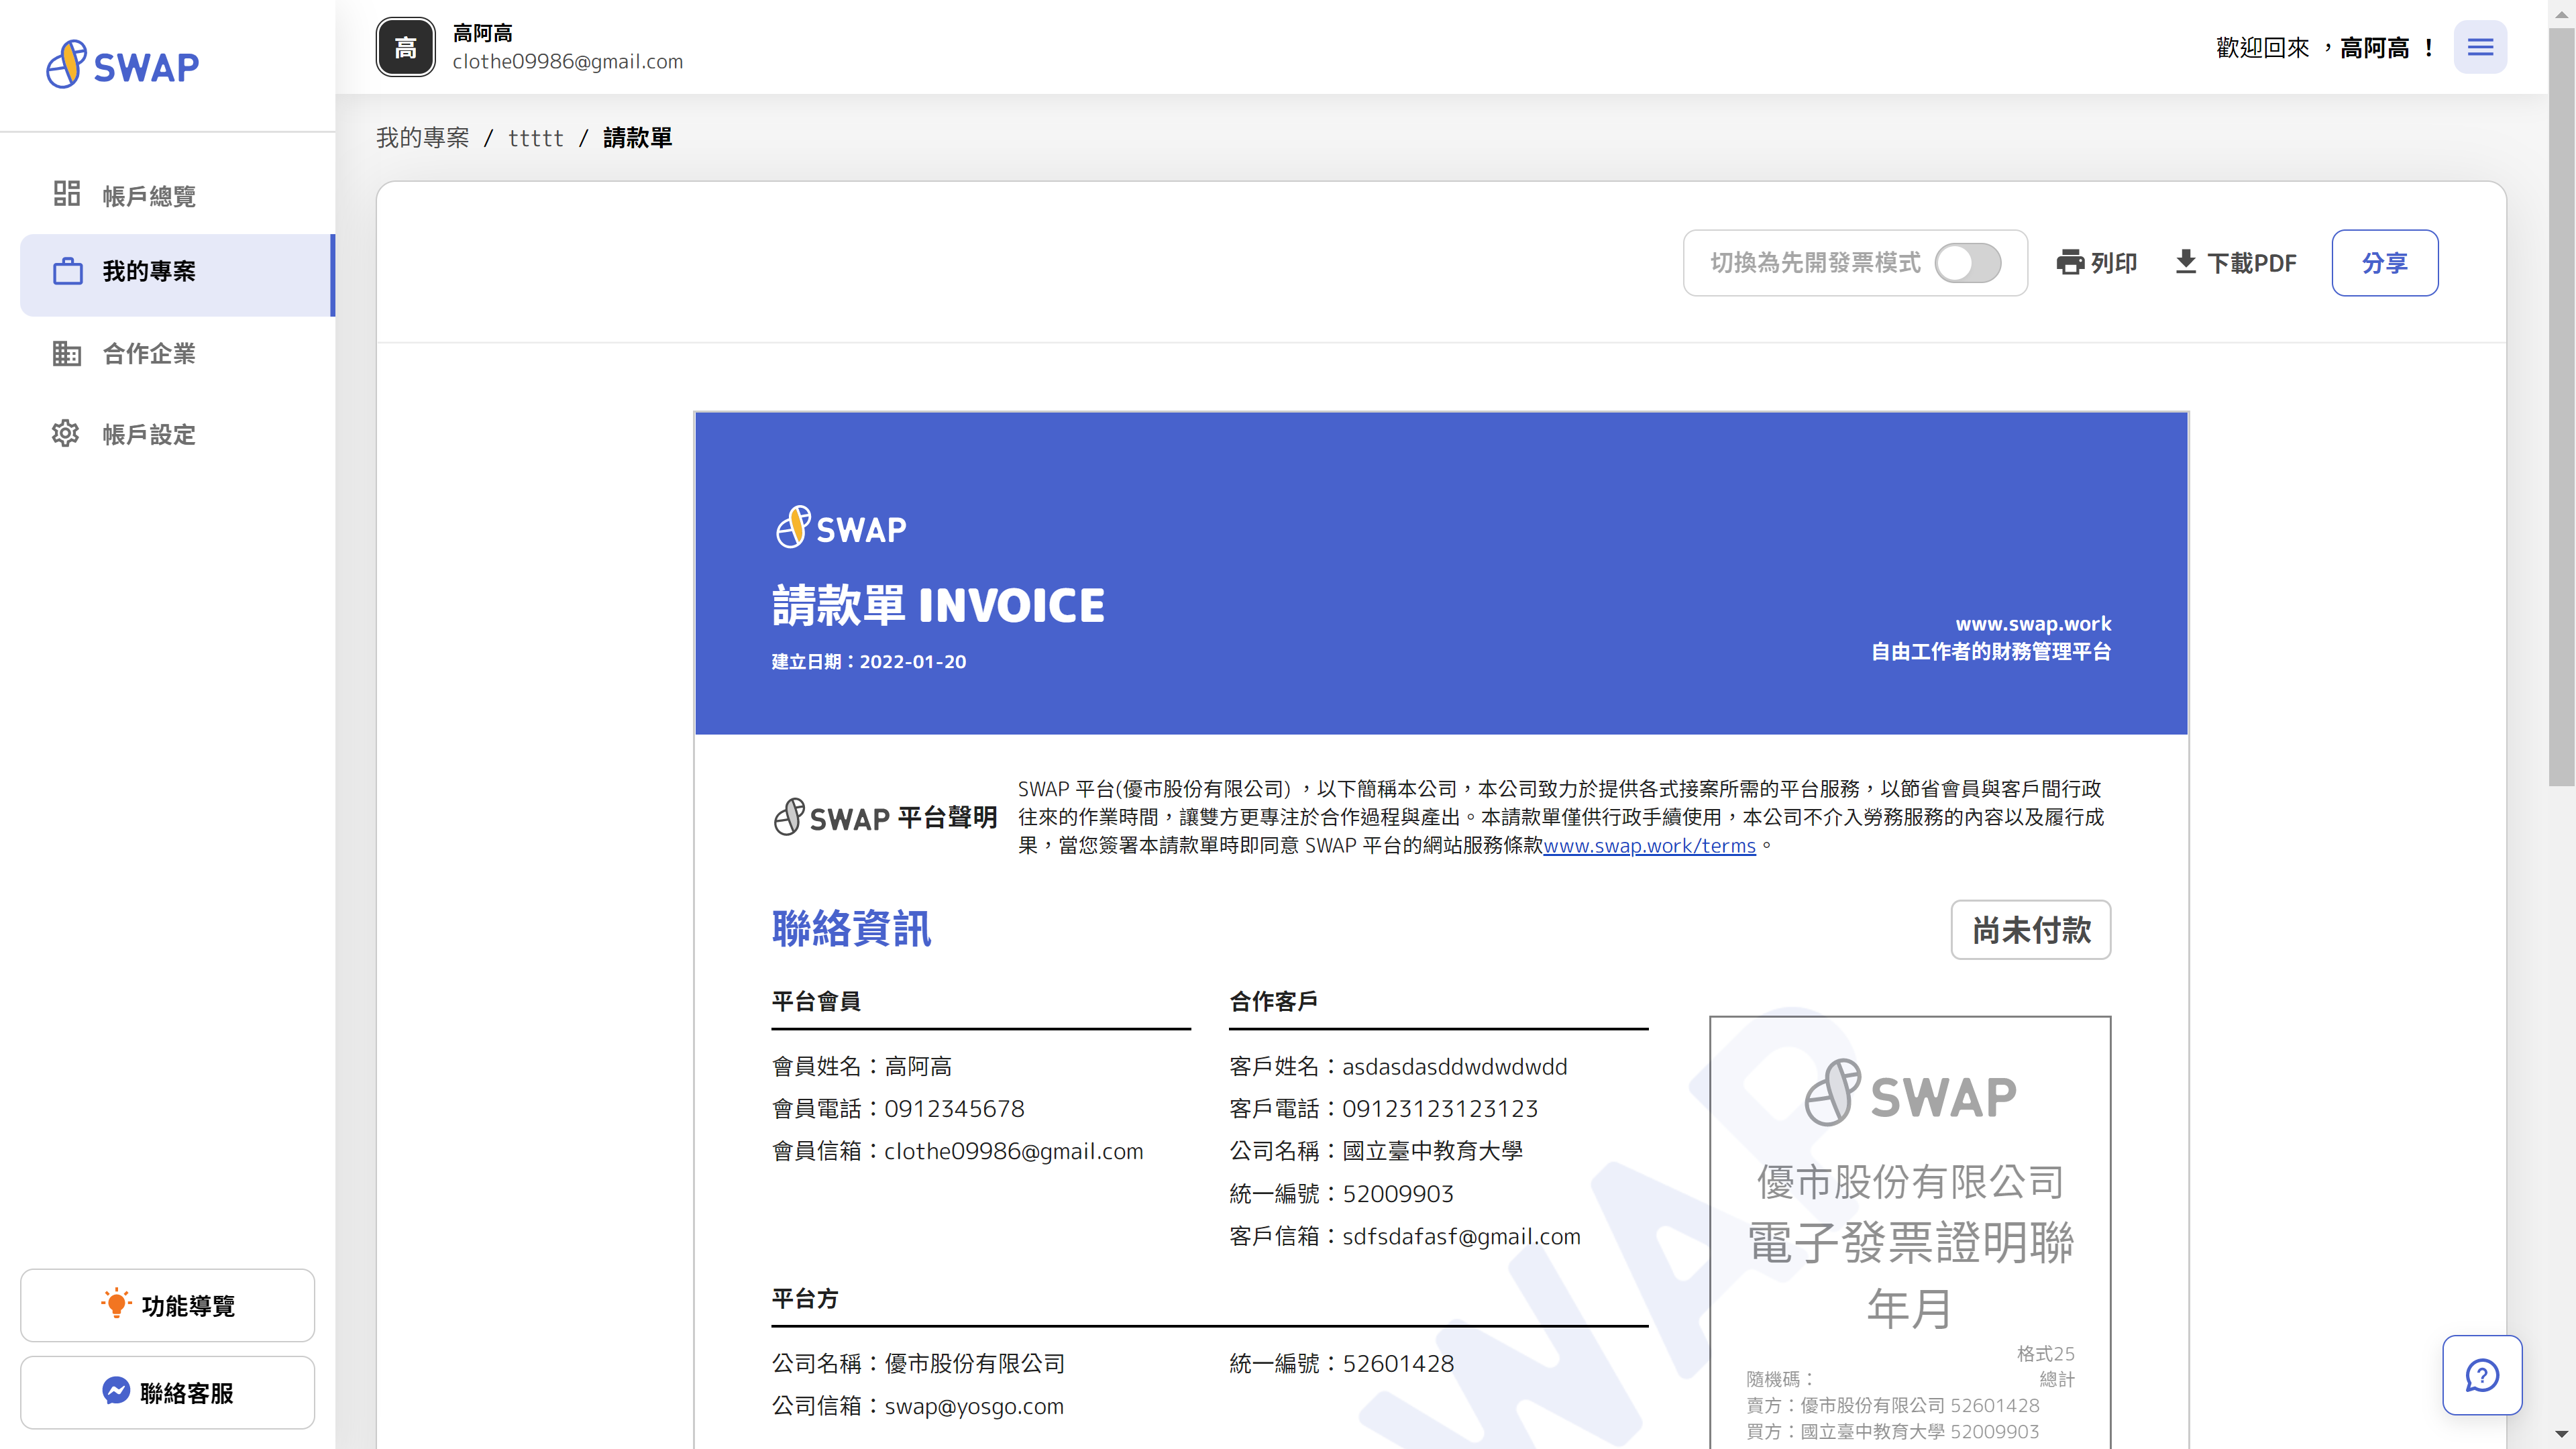 SWAP
帳戶總覽
我的專案
合作企業
帳戶設定
功能導覽
聯絡客服
高
高阿高
clothe09986@gmail.com
歡迎回來 ，高阿高 ！
我的專案 / ttttt / 請款單
切換為先開發票模式
列印
下載PDF
分享
SWAP
請款單 INVOICE
建立日期：2022-01-20
www.swap.work
自由工作者的財務管理平台
SWAP 平台聲明
SWAP 平台(優市股份有限公司) ，以下簡稱本公司，本公司致力於提供各式接案所需的平台服務，以節省會員與客戶間行政
往來的作業時間，讓雙方更專注於合作過程與產出。本請款單僅供行政手續使用，本公司不介入勞務服務的內容以及履行成
果，當您簽署本請款單時即同意 SWAP 平台的網站服務條款www.swap.work/terms。
聯絡資訊
尚未付款
平台會員
會員姓名：高阿高
會員電話：0912345678
會員信箱：clothe09986@gmail.com
合作客戶
客戶姓名：asdasdasddwdwdwdd
客戶電話：09123123123123
公司名稱：國立臺中教育大學
統一編號：52009903
客戶信箱：sdfsdafasf@gmail.com
平台方
公司名稱：優市股份有限公司
統一編號：52601428
公司信箱：swap@yosgo.com
SWAP
優市股份有限公司
電子發票證明聯
年月
格式25
隨機碼： 總計
賣方：優市股份有限公司 52601428
買方：國立臺中教育大學 52009903
WAP